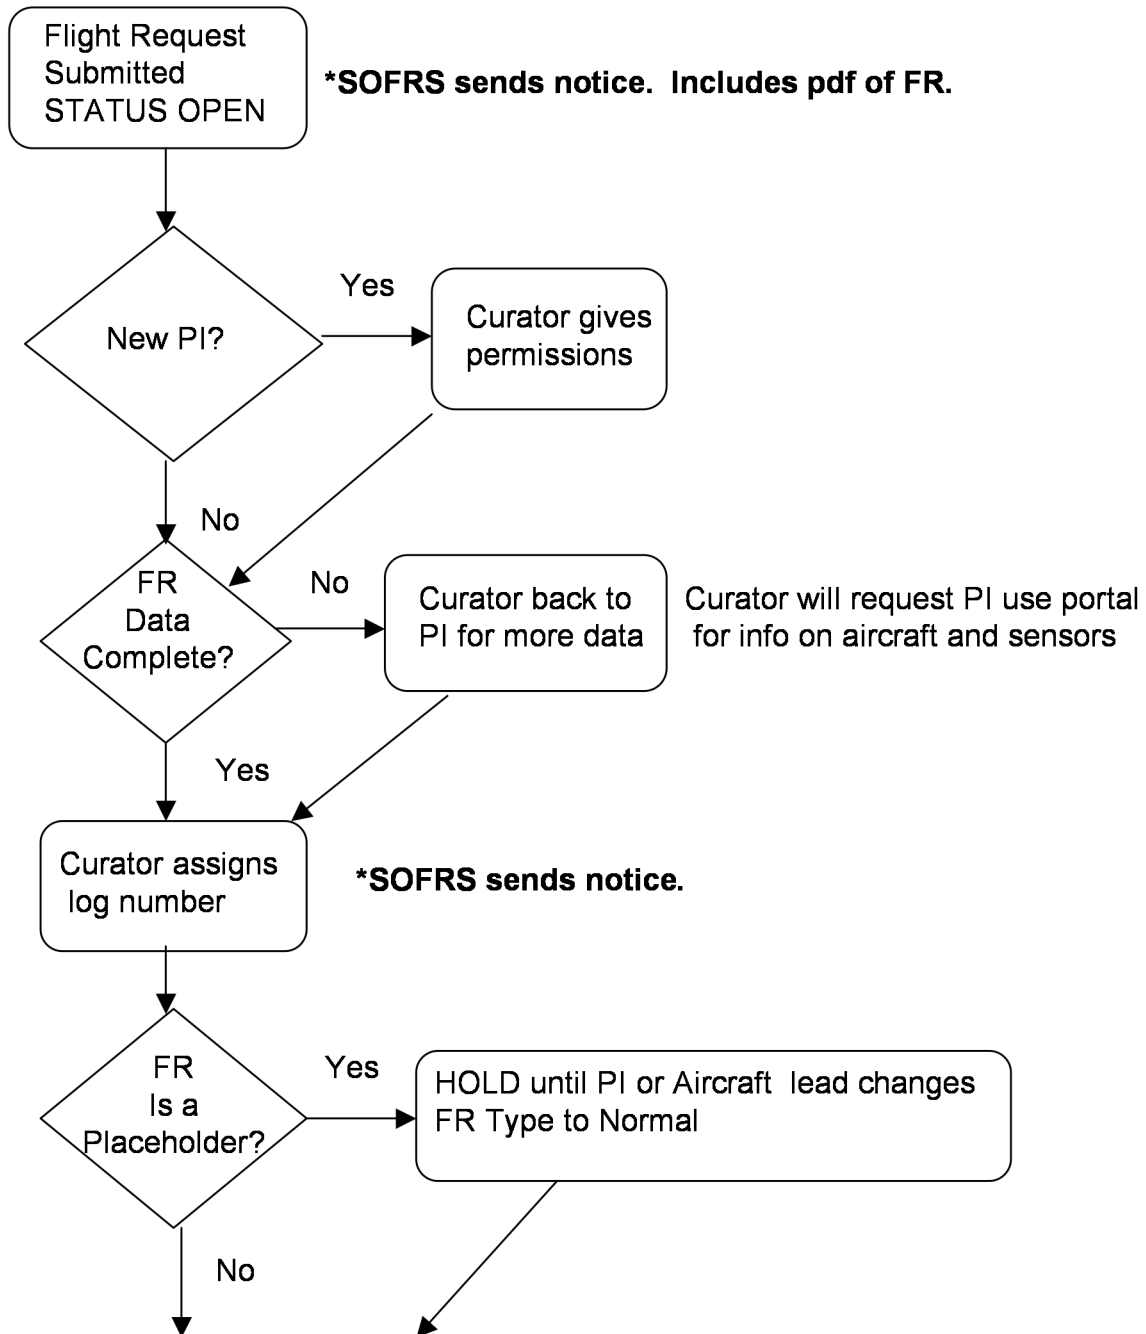 Flight Request
Submitted
STATUS OPEN
*SOFRS sends notice.  Includes pdf of FR.
New PI?
Yes
Curator gives
permissions
No
FR
Data
Complete?
No
Curator back to
PI for more data
Curator will request PI use portal
for info on aircraft and sensors
Yes
Curator assigns
log number
*SOFRS sends notice.
FR
Is a
Placeholder?
Yes
HOLD until PI or Aircraft  lead changes
FR Type to Normal
No